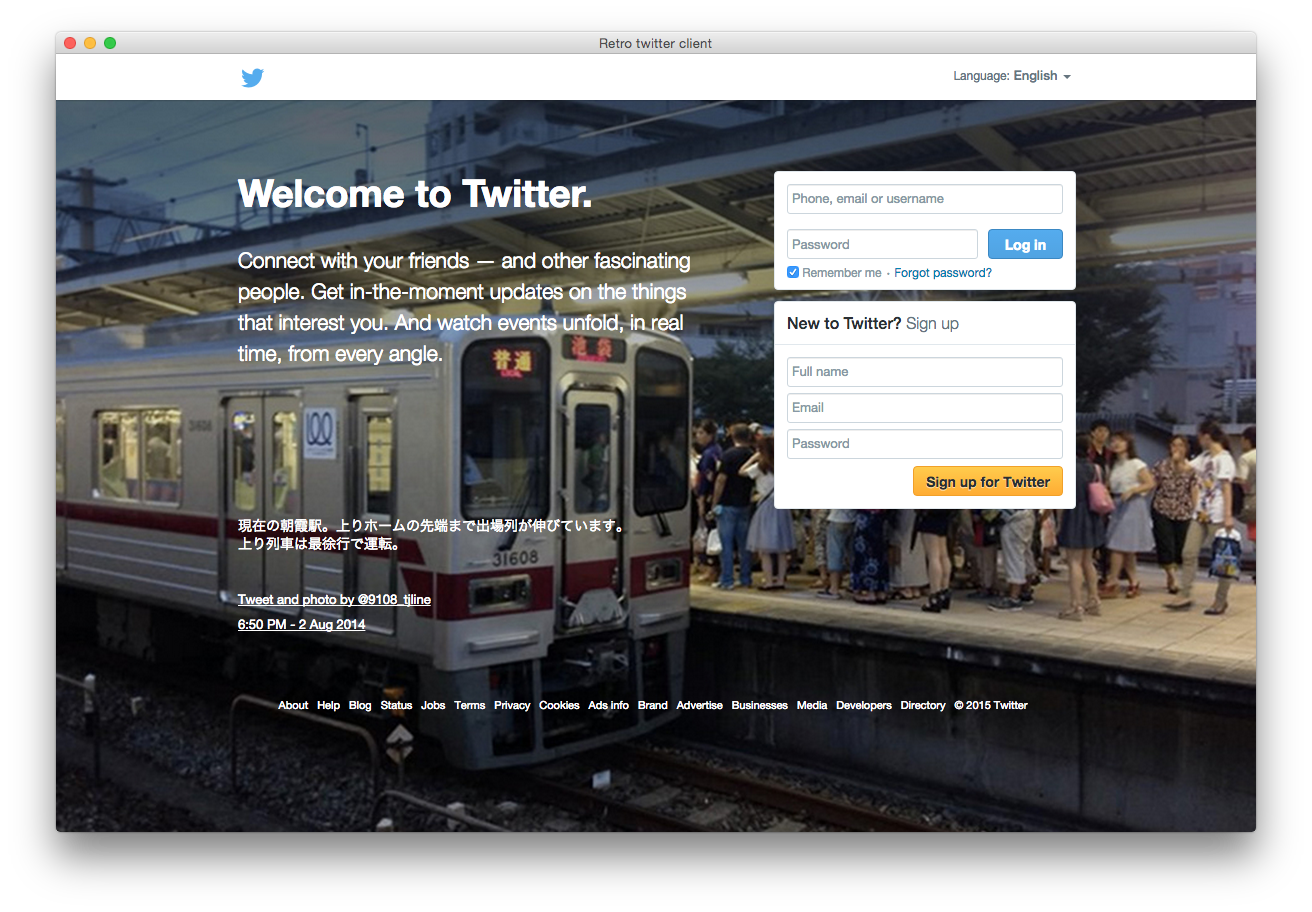 Retro twitter client
Language: English
Welcome to Twitter.
Connect with your friends — and other fascinating
people. Get in-the-moment updates on the things
that interest you. And watch events unfold, in real
time, from every angle.
Phone, email or username
Password
Log In
Remember me · Forgot password?
New to Twitter? Sign up
Full name
Email
Password
Sign up for Twitter
普通
LOCAL
池袋
31606
31608
現在の朝霞駅。上りホームの先端まで出場列が伸びています。
上り列車は最徐行で運転。
Tweet and photo by @9108_tjline
6:50 PM - 2 Aug 2014
About Help Blog Status Jobs Terms Privacy Cookies Ads info Brand Advertise Businesses Media Developers Directory © 2015 Twitter